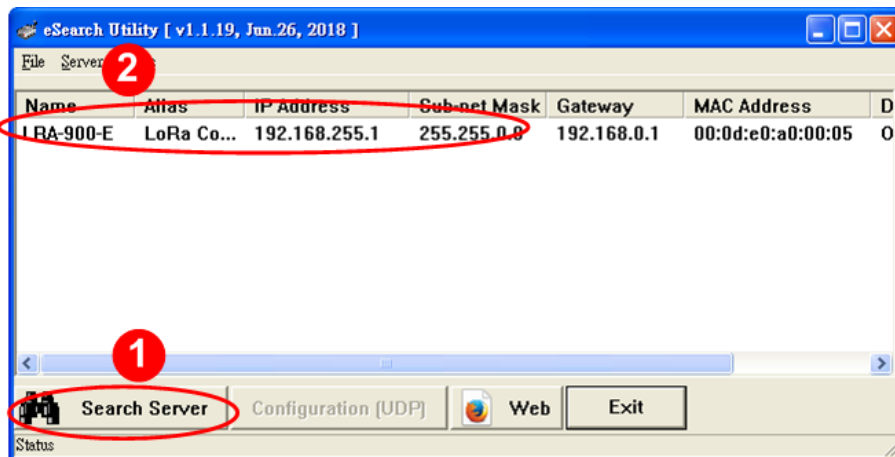 eSearch Utility [ v1.1.19, Jun.26, 2018 ]
File Server
2
Name Alias IP Address Sub-net Mask Gateway MAC Address D
LRA-900-E LoRa Co... 192.168.255.1 255.255.0.0 192.168.0.1 00:0d:e0:a0:00:05
1
Search Server Configuration (UDP) Web Exit
Status